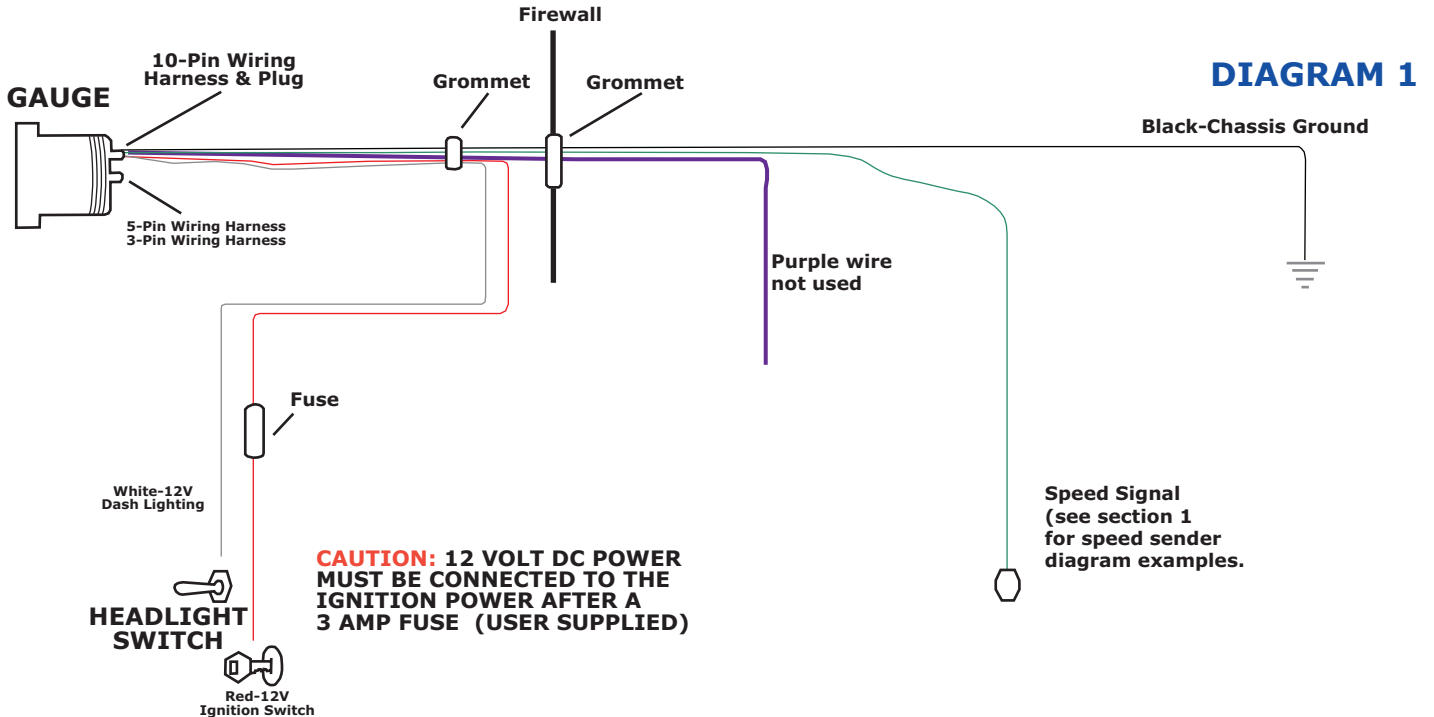 Firewall
DIAGRAM 1
10-Pin Wiring
Harness & Plug
Grommet
Grommet
GAUGE
Black-Chassis Ground
5-Pin Wiring Harness
3-Pin Wiring Harness
Purple wire
not used
Fuse
White-12V
Dash Lighting
Speed Signal
(see section 1
for speed sender
diagram examples.
CAUTION: 12 VOLT DC POWER
MUST BE CONNECTED TO THE
IGNITION POWER AFTER A
3 AMP FUSE (USER SUPPLIED)
HEADLIGHT
SWITCH
Red-12V
Ignition Switch